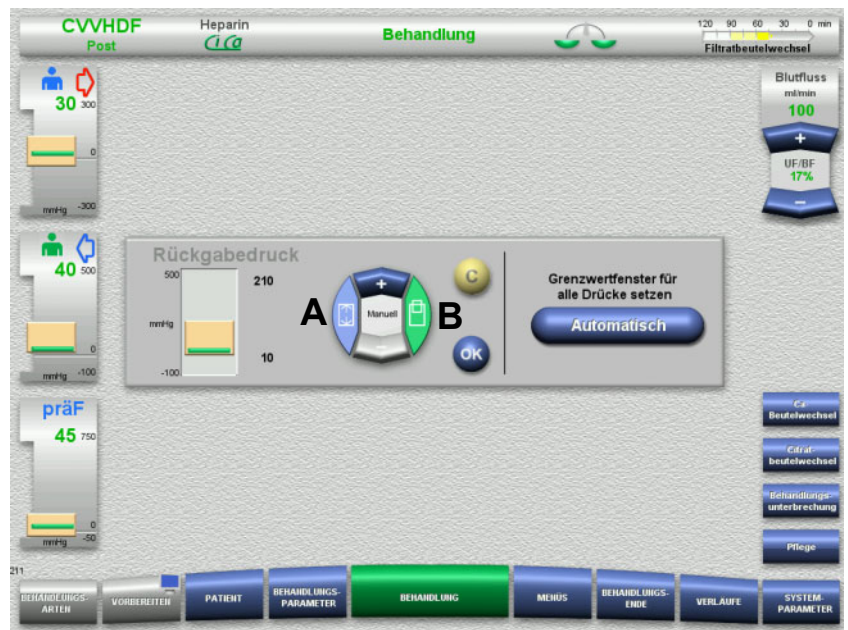 CVVHDF
Post
Heparin
CiCa
Behandlung
120 90 60 30 0 min
Filtratbeutelwechsel
30
300
0
mmHg -300
40
500
0
mmHg -100
präF
45
750
0
mmHg -50
Blutfluss
ml/min
100
+
UF/BF
17%
−
Rückgabedruck
500
210
mmHg
10
-100
A
+
Manuell
−
B
C
OK
Grenzwertfenster für
alle Drücke setzen
Automatisch
Ca
Beutelwechsel
Citrat-
beutelwechsel
Behandlungs-
unterbrechung
Pflege
211
BEHANDLUNGS-
ARTEN
VORBEREITEN
PATIENT
BEHANDLUNGS-
PARAMETER
BEHANDLUNG
MENÜS
BEHANDLUNGS-
ENDE
VERLÄUFE
SYSTEM-
PARAMETER